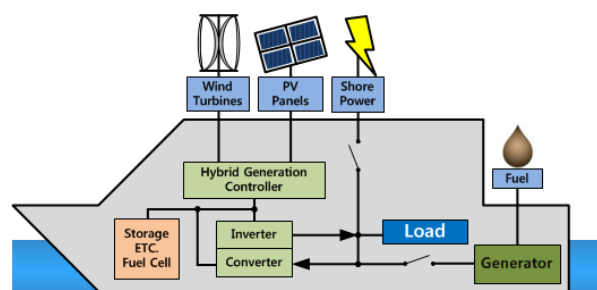 Wind
Turbines
PV
Panels
Shore
Power
Fuel
Hybrid Generation
Controller
Storage
ETC.
Fuel Cell
Inverter
Converter
Load
Generator